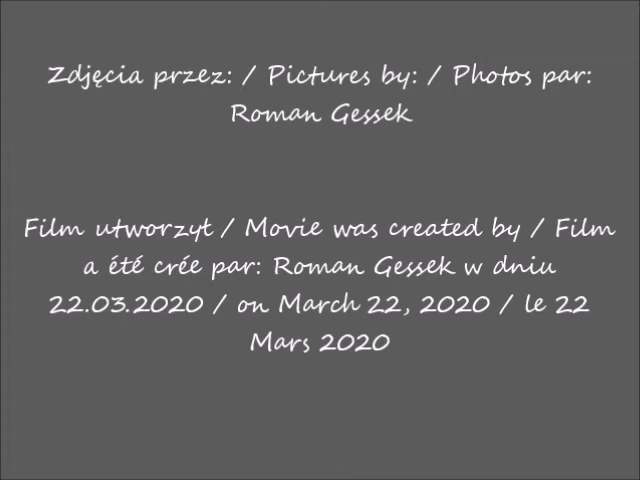 Zdjęcia przez: / Pictures by: / Photos par:
Roman Gessek
Film utworzył / Movie was created by / Film
a été crée par: Roman Gessek w dniu
22.03.2020 / on March 22, 2020 / le 22
Mars 2020